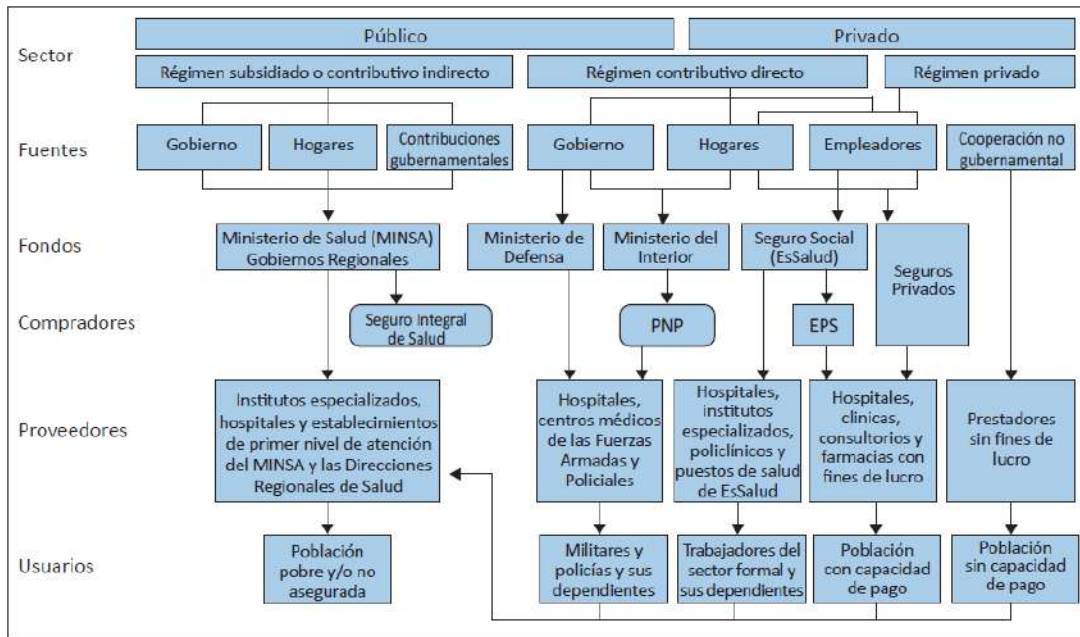 Público
Privado
Sector
Régimen subsidiado o contributivo indirecto
Régimen contributivo directo
Régimen privado
Fuentes
Gobierno
Hogares
Contribuciones
gubernamentales
Gobierno
Hogares
Empleadores
Cooperación no
gubernamental
Fondos
Ministerio de Salud (MINSA)
Gobiernos Regionales
Ministerio de
Defensa
Ministerio del
Interior
Seguro Social
(EsSalud)
Seguros
Privados
Compradores
Seguro Integral
de Salud
PNP
EPS
Proveedores
Institutos especializados,
hospitales y establecimientos
de primer nivel de atención
del MINSA y las Direcciones
Regionales de Salud
Hospitales,
centros médicos
de las Fuerzas
Armadas y
Policiales
Hospitales,
institutos
especializados,
policlínicos y
puestos de salud
de EsSalud
Hospitales,
clinicas,
consultorios y
farmacias con
fines de lucro
Prestadores
sin fines de
lucro
Usuarios
Población
pobre y/o no
asegurada
Militares y
policías y sus
dependientes
Trabajadores del
sector formal y
sus dependientes
Población
con capacidad
de pago
Población
sin capacidad
de pago